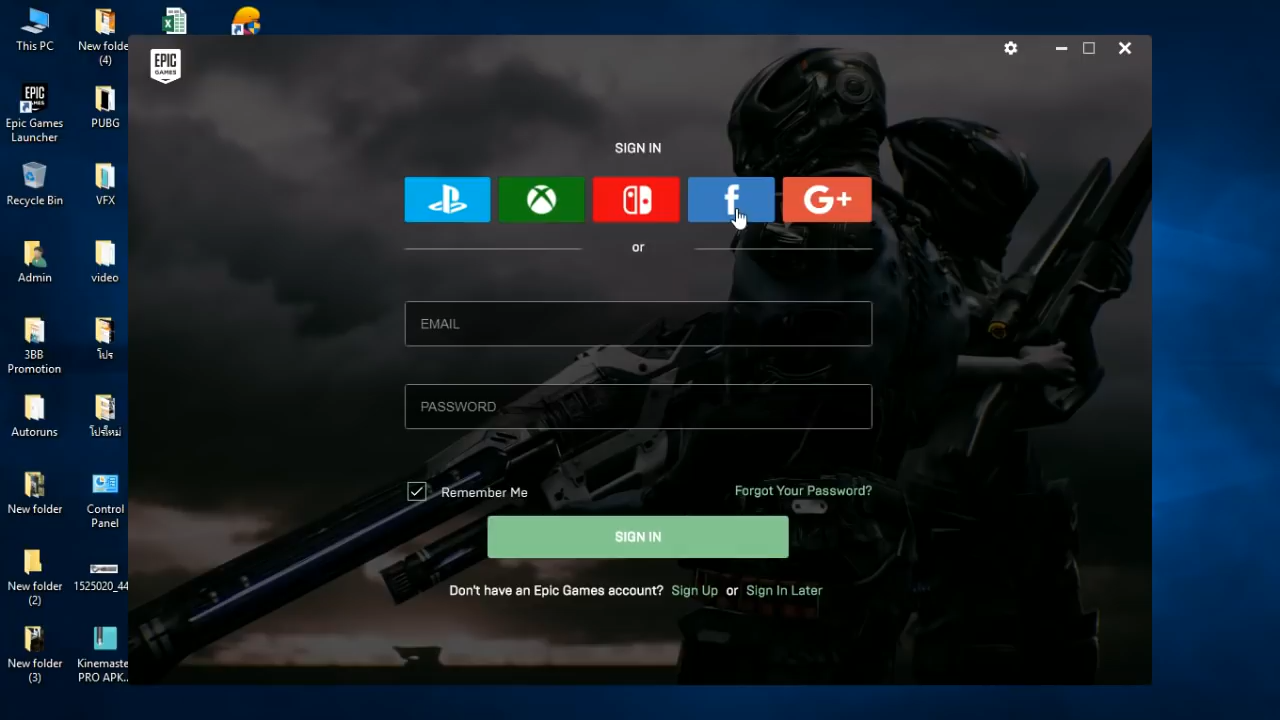 This PC
New folde
(4)
EPIC
GAMES
Epic Games
Launcher
PUBG
Recycle Bin
VFX
Admin
video
3BB
Promotion
โปร
Autoruns
โปรใหม่
New folder
Control
Panel
New folder
(2)
1525020_44
New folder
(3)
Kinemaste
PRO APK..
EPIC
GAMES
SIGN IN
G+
or
EMAIL
PASSWORD
Remember Me
Forgot Your Password?
SIGN IN
Don't have an Epic Games account? Sign Up or Sign In Later